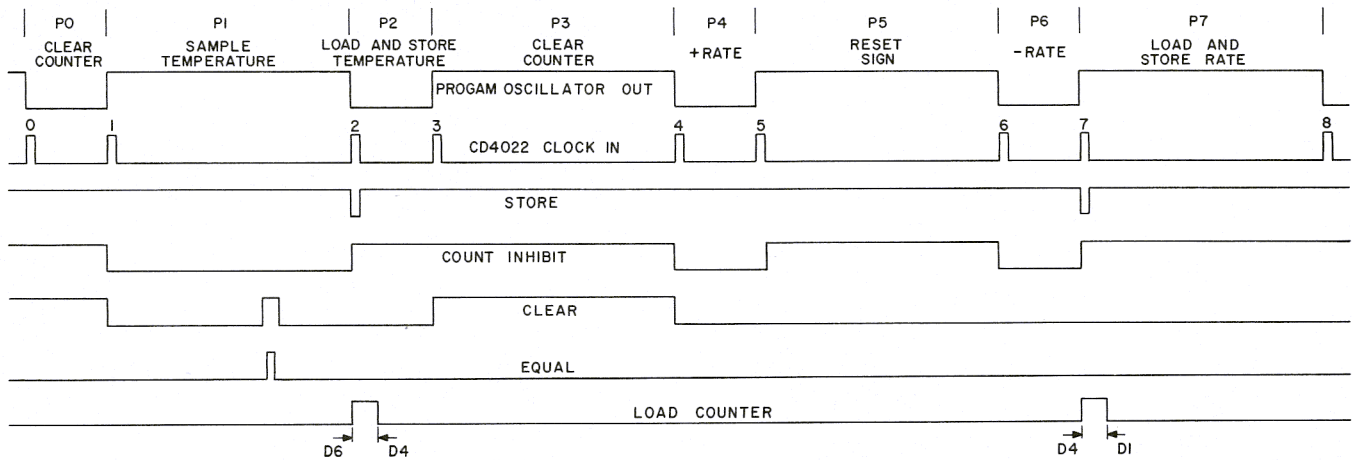 P0 P1 P2 P3 P4 P5 P6 P7
CLEAR COUNTER
SAMPLE TEMPERATURE
LOAD AND STORE TEMPERATURE
CLEAR COUNTER
+RATE
RESET SIGN
-RATE
LOAD AND STORE RATE
PROGAM OSCILLATOR OUT
0 1 2 3 4 5 6 7 8
CD4022 CLOCK IN
STORE
COUNT INHIBIT
CLEAR
EQUAL
LOAD COUNTER
D6 D4 D4 D1